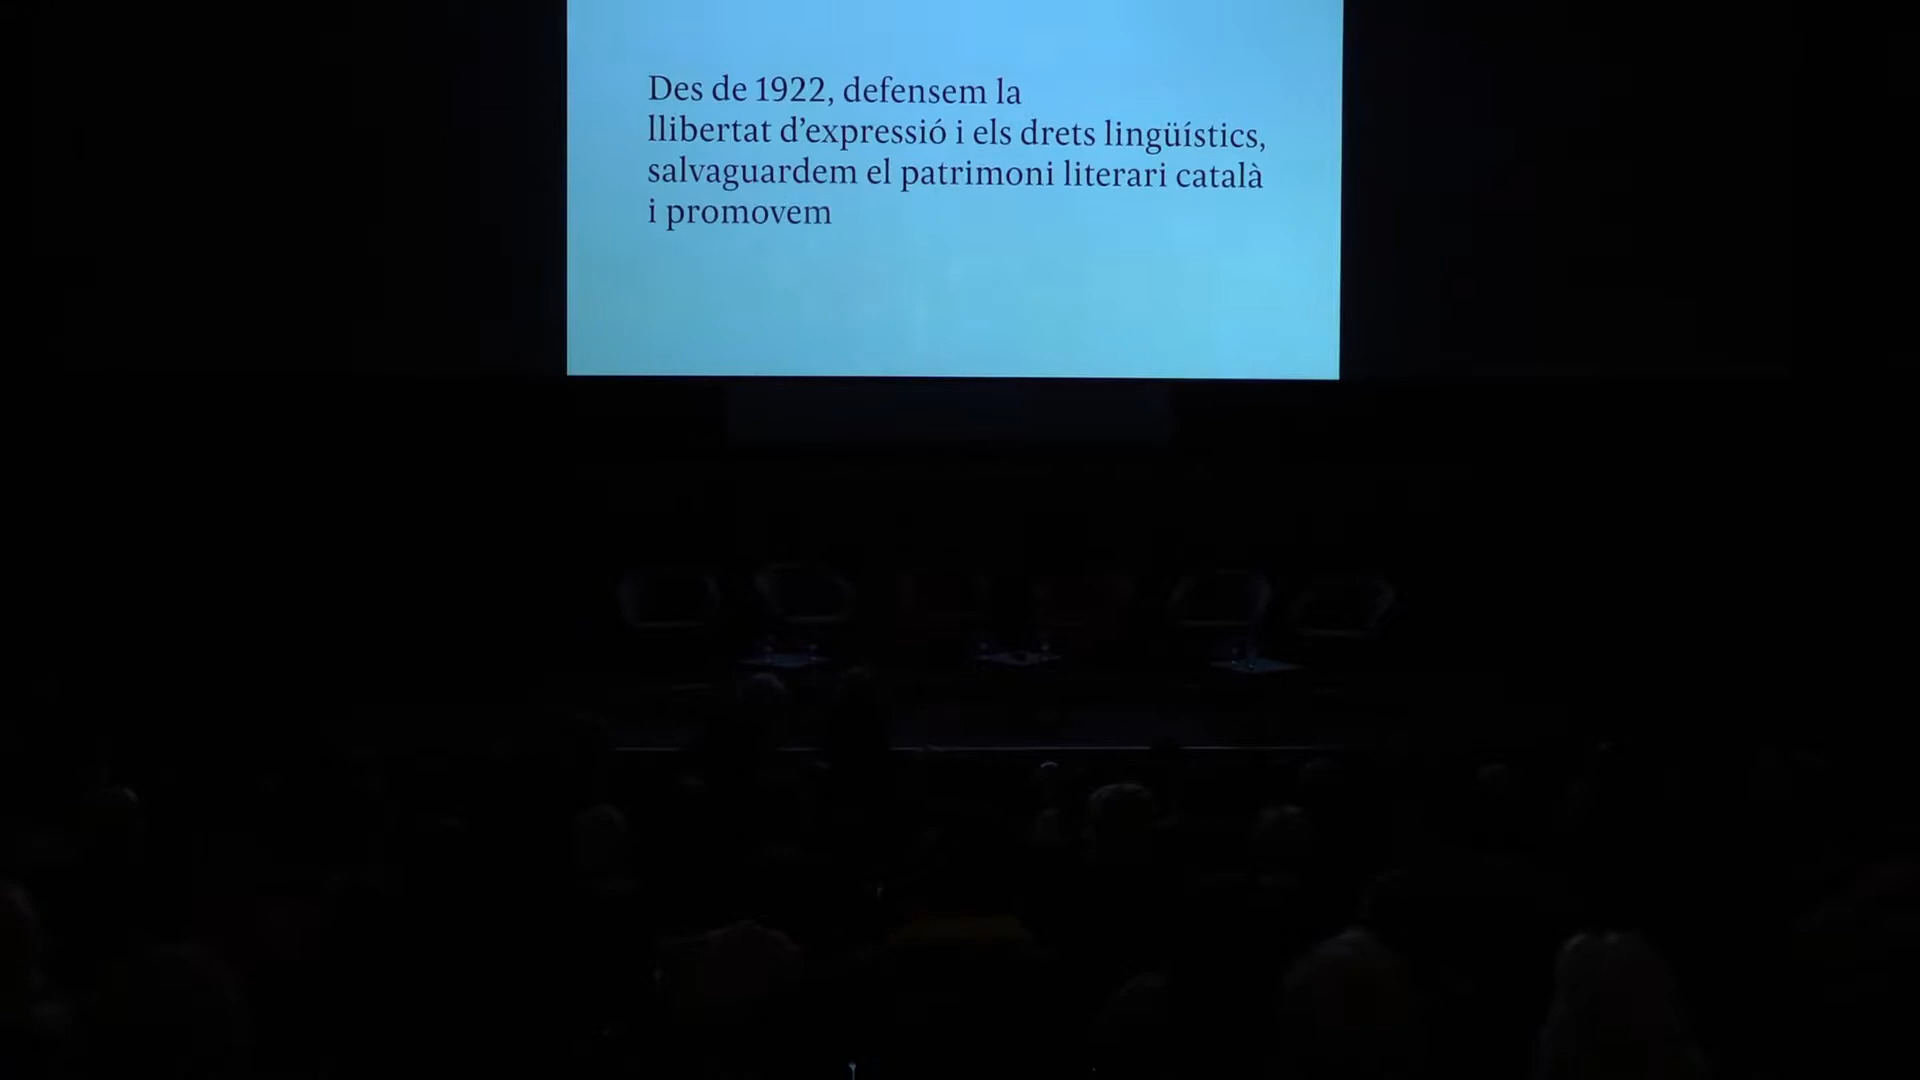 Des de 1922, defensem la
llibertat d’expressió i els drets lingüístics,
salvaguardem el patrimoni literari català
i promovem